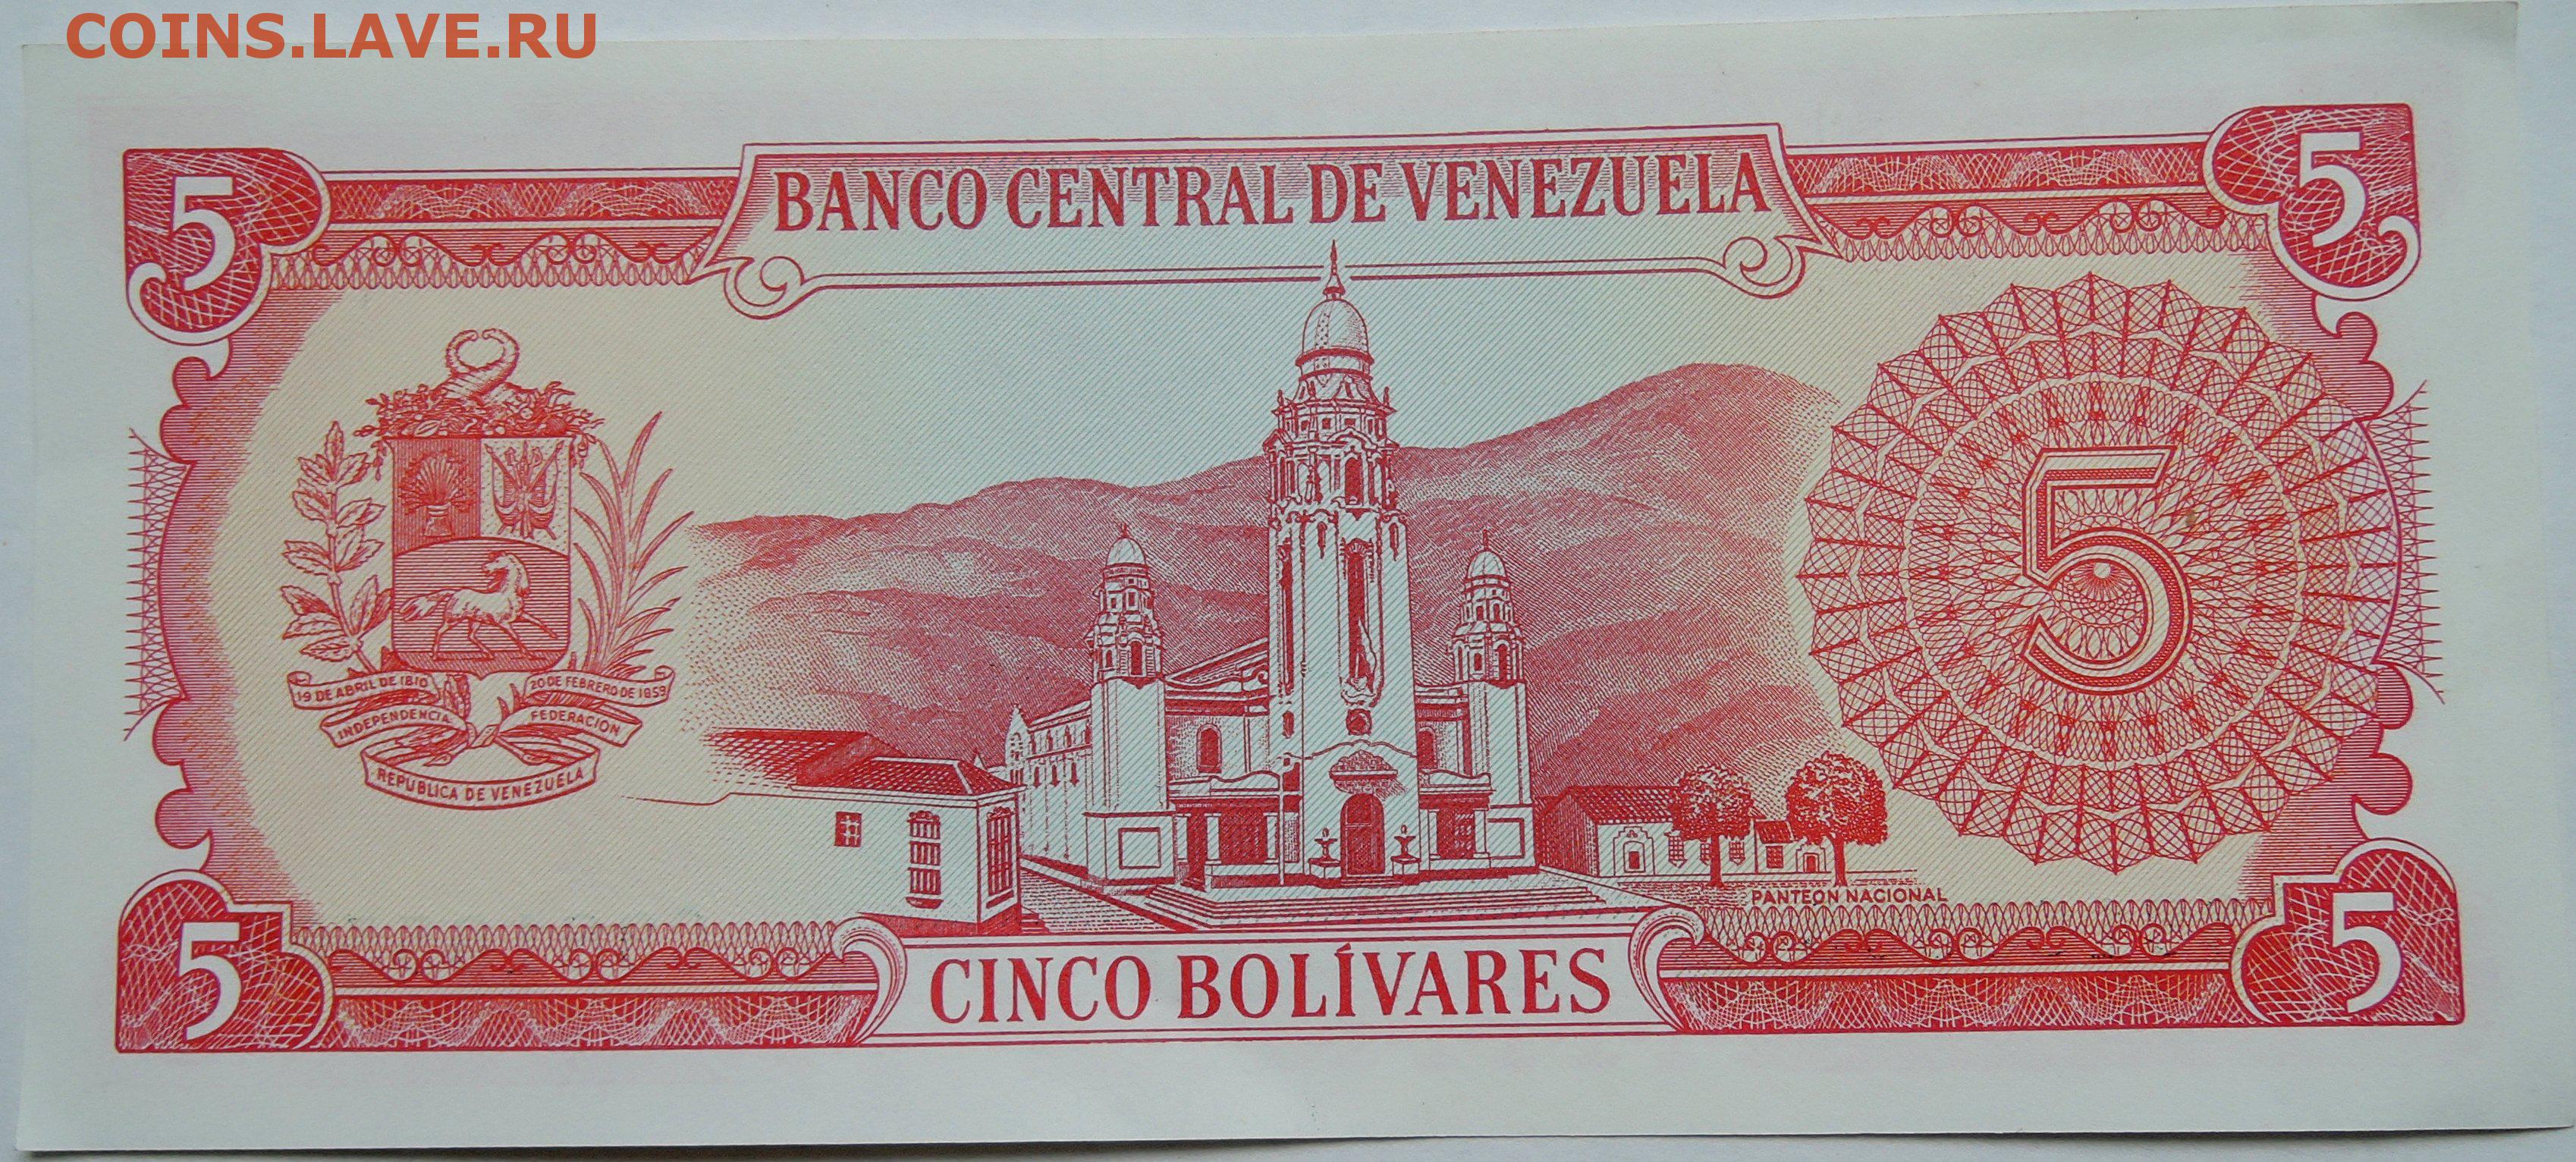 COINS.LAVE.RU
5 BANCO CENTRAL DE VENEZUELA 5
5
19 DE ABRIL DE 1810 20 DE FEBRERO DE 1859
INDEPENDENCIA FEDERACION
REPUBLICA DE VENEZUELA
PANTEON NACIONAL
5 CINCO BOLÍVARES 5